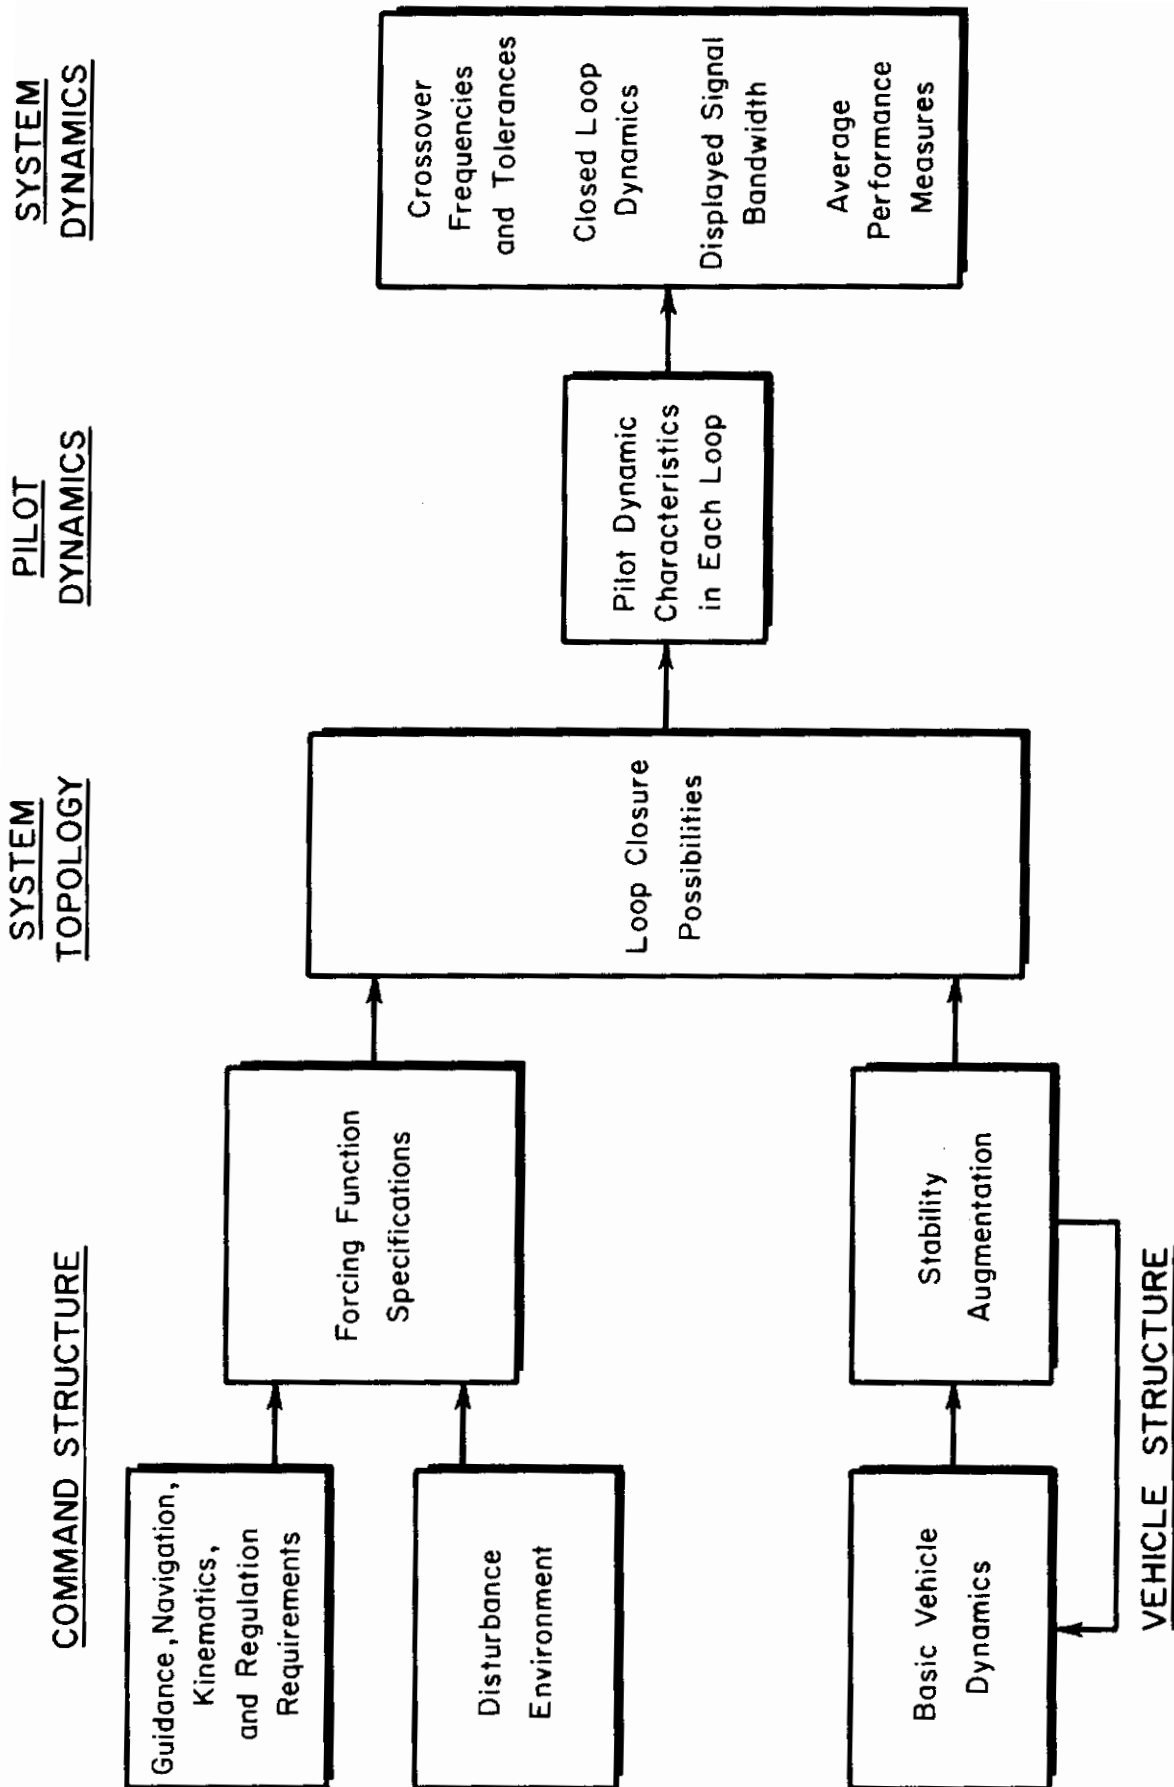 COMMAND STRUCTURE
Guidance, Navigation,
Kinematics,
and Regulation
Requirements
Disturbance
Environment
Forcing Function
Specifications
Basic Vehicle
Dynamics
Stability
Augmentation
VEHICLE STRUCTURE
SYSTEM
TOPOLOGY
Loop Closure
Possibilities
PILOT
DYNAMICS
Pilot Dynamic
Characteristics
in Each Loop
SYSTEM
DYNAMICS
Crossover
Frequencies
and Tolerances
Closed Loop
Dynamics
Displayed Signal
Bandwidth
Average
Performance
Measures